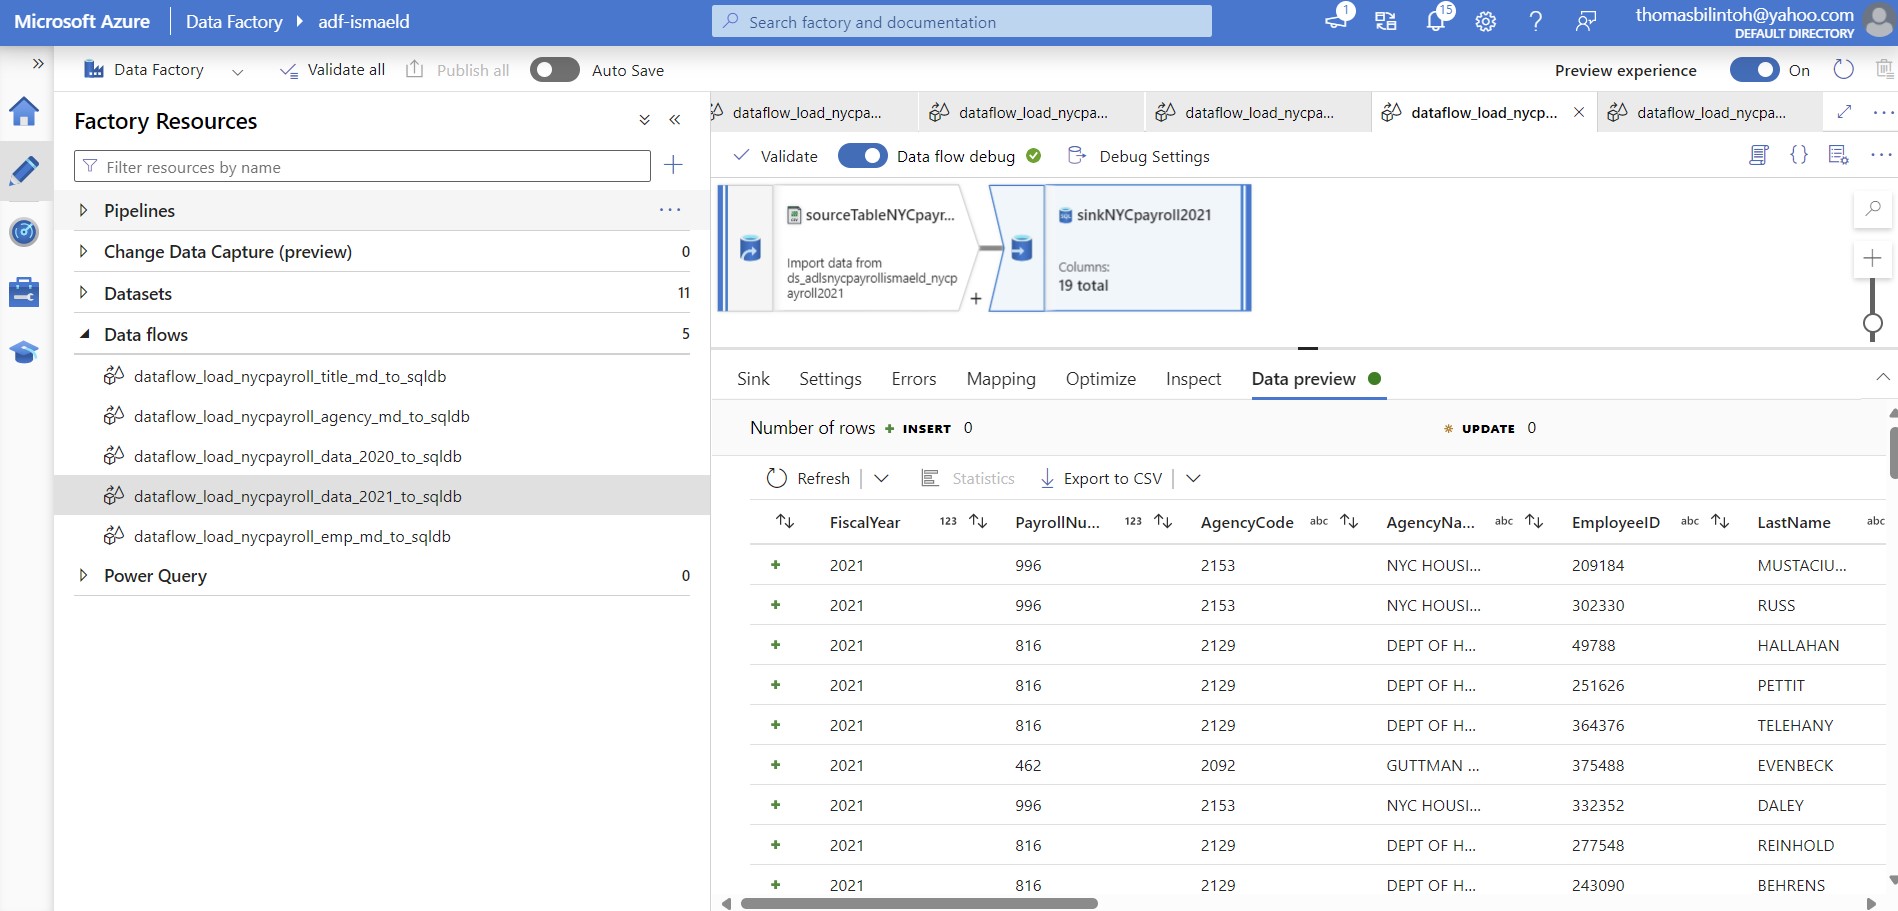 Microsoft Azure Data Factory adf-ismaeld Search factory and documentation 1 15 thomasbilintoh@yahoo.com
DEFAULT DIRECTORY
Data Factory Validate all Publish all Auto Save Preview experience On
Factory Resources
Filter resources by name
Pipelines
Change Data Capture (preview) 0
Datasets 11
Data flows 5
dataflow_load_nycpayroll_title_md_to_sqldb
dataflow_load_nycpayroll_agency_md_to_sqldb
dataflow_load_nycpayroll_data_2020_to_sqldb
dataflow_load_nycpayroll_data_2021_to_sqldb
dataflow_load_nycpayroll_emp_md_to_sqldb
Power Query 0
dataflow_load_nycpa... dataflow_load_nycpa... dataflow_load_nycpa... dataflow_load_nycp... dataflow_load_nycpa...
Validate Data flow debug Debug Settings
sourceTableNYCpayr...
Import data from
ds_adlsnycpayrollismaeld_nycp
ayroll2021
sinkNYCpayroll2021
Columns:
19 total
Sink Settings Errors Mapping Optimize Inspect Data preview
Number of rows + INSERT 0 * UPDATE 0
Refresh Statistics Export to CSV
FiscalYear 123 PayrollNu... 123 AgencyCode abc AgencyNa... abc EmployeeID abc LastName abc
+ 2021 996 2153 NYC HOUSI... 209184 MUSTACIU...
+ 2021 996 2153 NYC HOUSI... 302330 RUSS
+ 2021 816 2129 DEPT OF H... 49788 HALLAHAN
+ 2021 816 2129 DEPT OF H... 251626 PETTIT
+ 2021 816 2129 DEPT OF H... 364376 TELEHANY
+ 2021 462 2092 GUTTMAN ... 375488 EVENBECK
+ 2021 996 2153 NYC HOUSI... 332352 DALEY
+ 2021 816 2129 DEPT OF H... 277548 REINHOLD
+ 2021 816 2129 DEPT OF H... 243090 BEHRENS